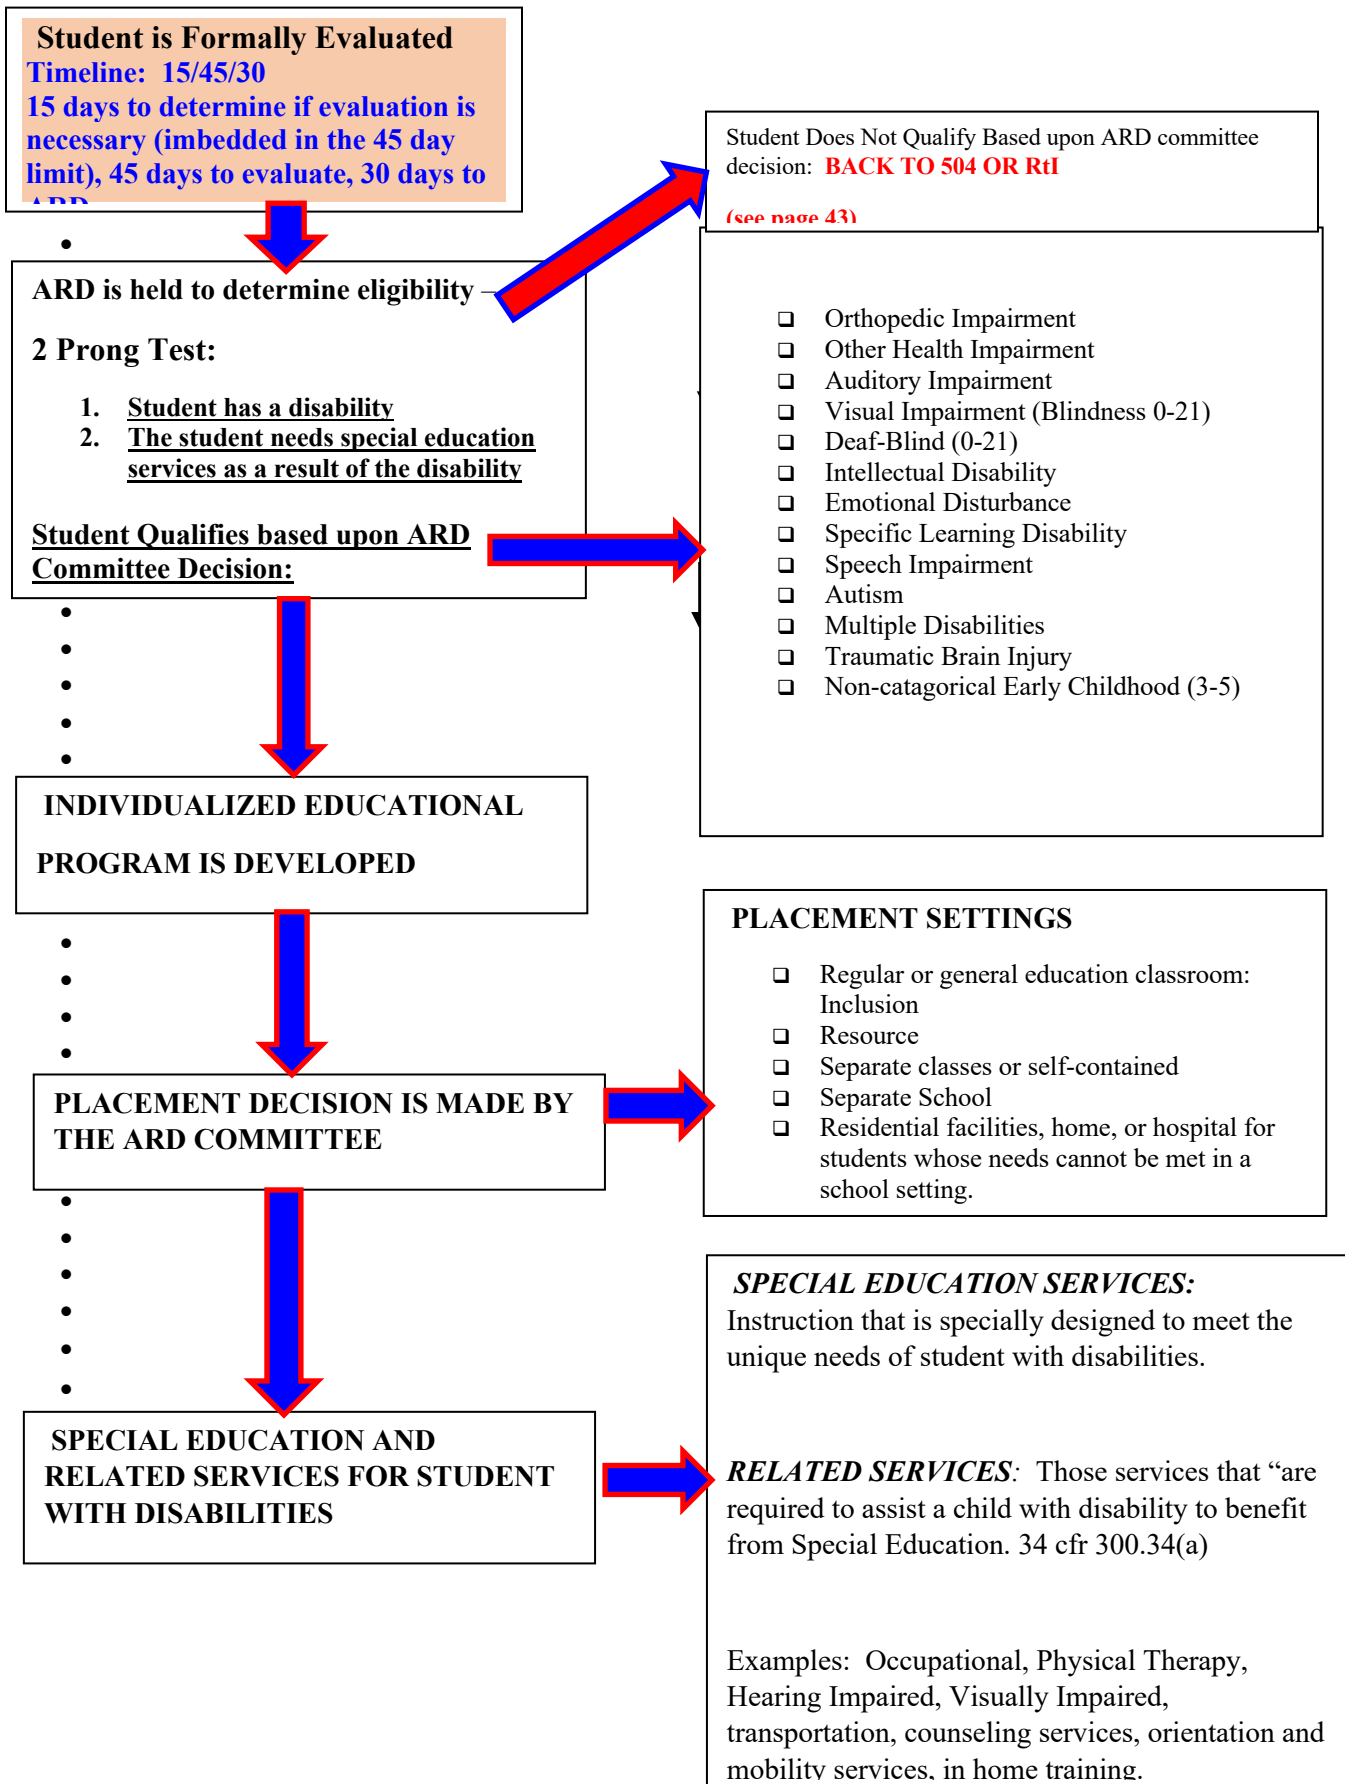 Student is Formally Evaluated
Timeline:  15/45/30
15 days to determine if evaluation is
necessary (imbedded in the 45 day
limit), 45 days to evaluate, 30 days to
ARD
Student Does Not Qualify Based upon ARD committee
decision:  BACK TO 504 OR RtI
(see page 43)
ARD is held to determine eligibility –
2 Prong Test:
1. Student has a disability
2. The student needs special education
services as a result of the disability
Student Qualifies based upon ARD
Committee Decision:
❑ Orthopedic Impairment
❑ Other Health Impairment
❑ Auditory Impairment
❑ Visual Impairment (Blindness 0-21)
❑ Deaf-Blind (0-21)
❑ Intellectual Disability
❑ Emotional Disturbance
❑ Specific Learning Disability
❑ Speech Impairment
❑ Autism
❑ Multiple Disabilities
❑ Traumatic Brain Injury
❑ Non-catagorical Early Childhood (3-5)
INDIVIDUALIZED EDUCATIONAL
PROGRAM IS DEVELOPED
PLACEMENT DECISION IS MADE BY
THE ARD COMMITTEE
PLACEMENT SETTINGS
❑ Regular or general education classroom:
Inclusion
❑ Resource
❑ Separate classes or self-contained
❑ Separate School
❑ Residential facilities, home, or hospital for
students whose needs cannot be met in a
school setting.
SPECIAL EDUCATION AND
RELATED SERVICES FOR STUDENT
WITH DISABILITIES
SPECIAL EDUCATION SERVICES:
Instruction that is specially designed to meet the
unique needs of student with disabilities.
RELATED SERVICES:  Those services that “are
required to assist a child with disability to benefit
from Special Education. 34 cfr 300.34(a)
Examples:  Occupational, Physical Therapy,
Hearing Impaired, Visually Impaired,
transportation, counseling services, orientation and
mobility services, in home training.